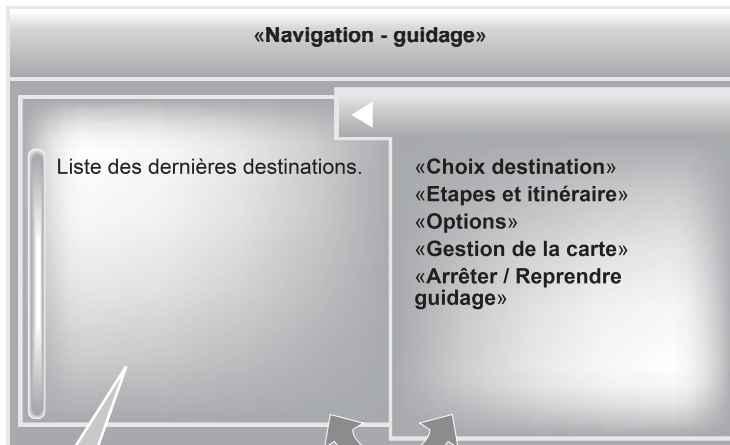 «Navigation - guidage»
Liste des dernières destinations.
«Choix destination»
«Etapes et itinéraire»
«Options»
«Gestion de la carte»
«Arrêter / Reprendre
guidage»